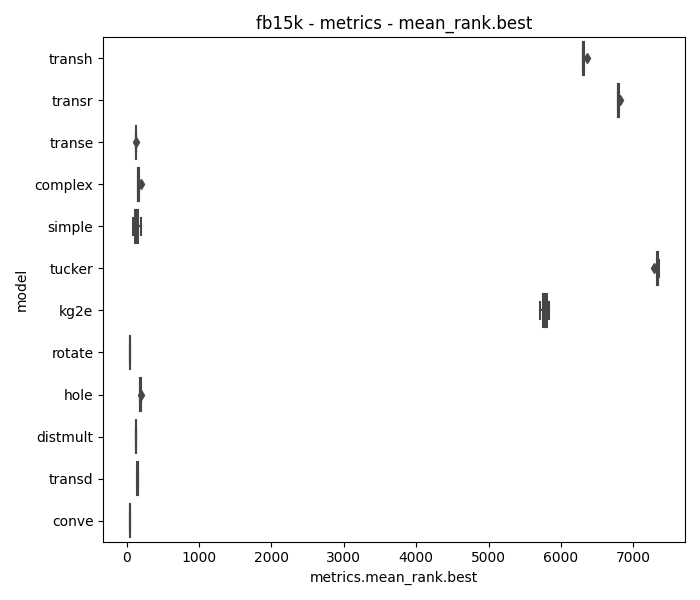 fb15k - metrics - mean_rank.best
transh
transr
transe
complex
simple
tucker
kg2e
rotate
hole
distmult
transd
conve
model
0 1000 2000 3000 4000 5000 6000 7000
metrics.mean_rank.best